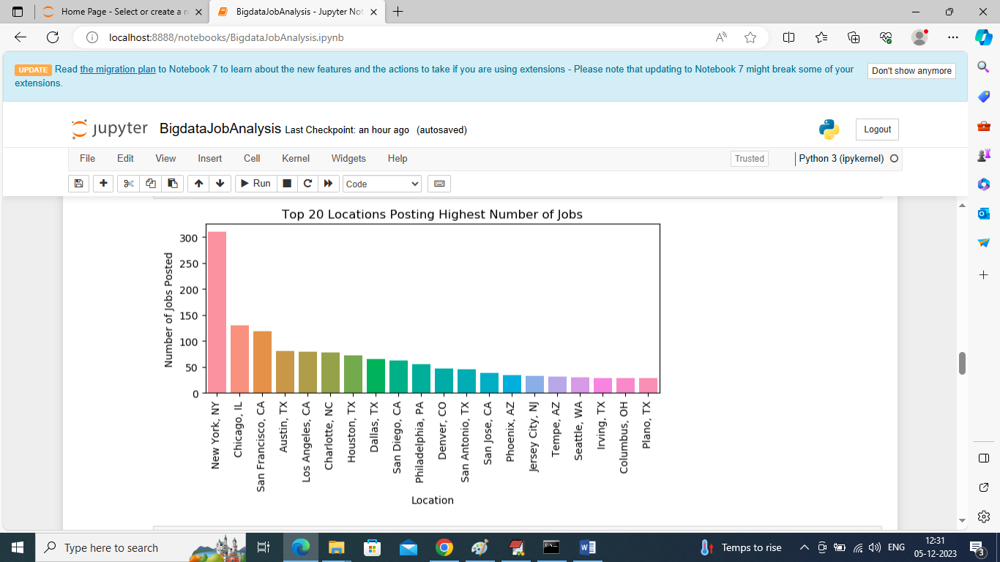 Home Page - Select or create a n
BigdataJobAnalysis - Jupyter Not
localhost:8888/notebooks/BigdataJobAnalysis.ipynb
UPDATE Read the migration plan to Notebook 7 to learn about the new features and the actions to take if you are using extensions - Please note that updating to Notebook 7 might break some of your
extensions.
Don't show anymore
jupyter BigdataJobAnalysis Last Checkpoint: an hour ago (autosaved)
Logout
File Edit View Insert Cell Kernel Widgets Help
Trusted
Python 3 (ipykernel)
Run
Code
Top 20 Locations Posting Highest Number of Jobs
Number of Jobs Posted
300
250
200
150
100
50
0
New York, NY
Chicago, IL
San Francisco, CA
Austin, TX
Los Angeles, CA
Charlotte, NC
Houston, TX
Dallas, TX
San Diego, CA
Philadelphia, PA
Denver, CO
San Antonio, TX
San Jose, CA
Phoenix, AZ
Jersey City, NJ
Tempe, AZ
Seattle, WA
Irving, TX
Columbus, OH
Plano, TX
Location
Type here to search
Temps to rise
ENG
12:31
05-12-2023
3